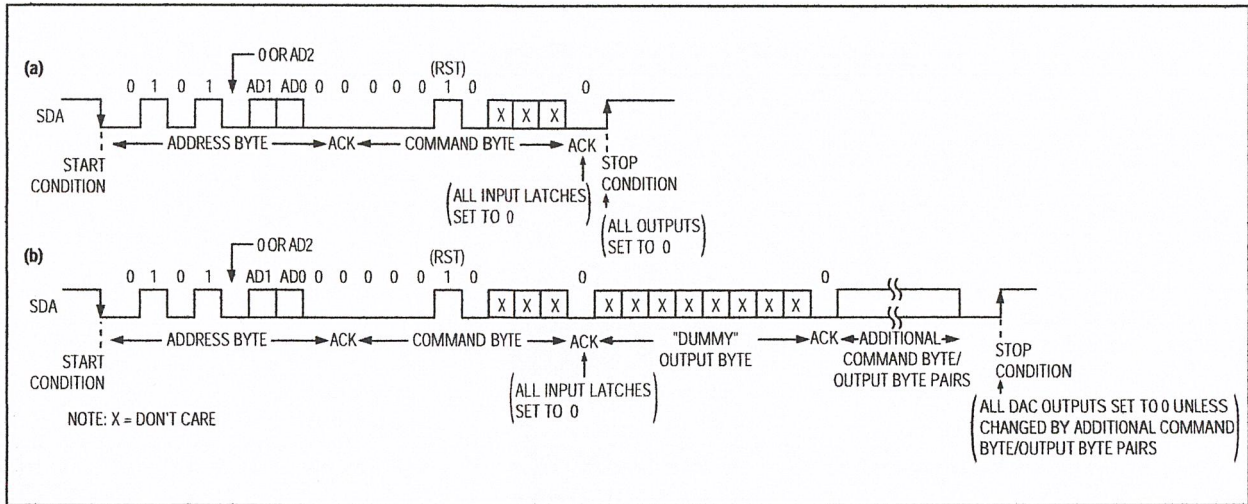 0 OR AD2
(a)
0 1 0 1 AD1 AD0 0 0 0 0 0 (RST) 1 0 0
SDA X X X
ADDRESS BYTE ACK COMMAND BYTE ACK
START CONDITION
STOP CONDITION
(ALL INPUT LATCHES SET TO 0)
(ALL OUTPUTS SET TO 0)
0 OR AD2
(b)
0 1 0 1 AD1 AD0 0 0 0 0 0 (RST) 1 0 0 0
SDA X X X X X X X X X X X
ADDRESS BYTE ACK COMMAND BYTE ACK "DUMMY" OUTPUT BYTE ACK ADDITIONAL COMMAND BYTE/ OUTPUT BYTE PAIRS
START CONDITION
STOP CONDITION
(ALL INPUT LATCHES SET TO 0)
(ALL DAC OUTPUTS SET TO 0 UNLESS
CHANGED BY ADDITIONAL COMMAND
BYTE/OUTPUT BYTE PAIRS)
NOTE: X = DON'T CARE